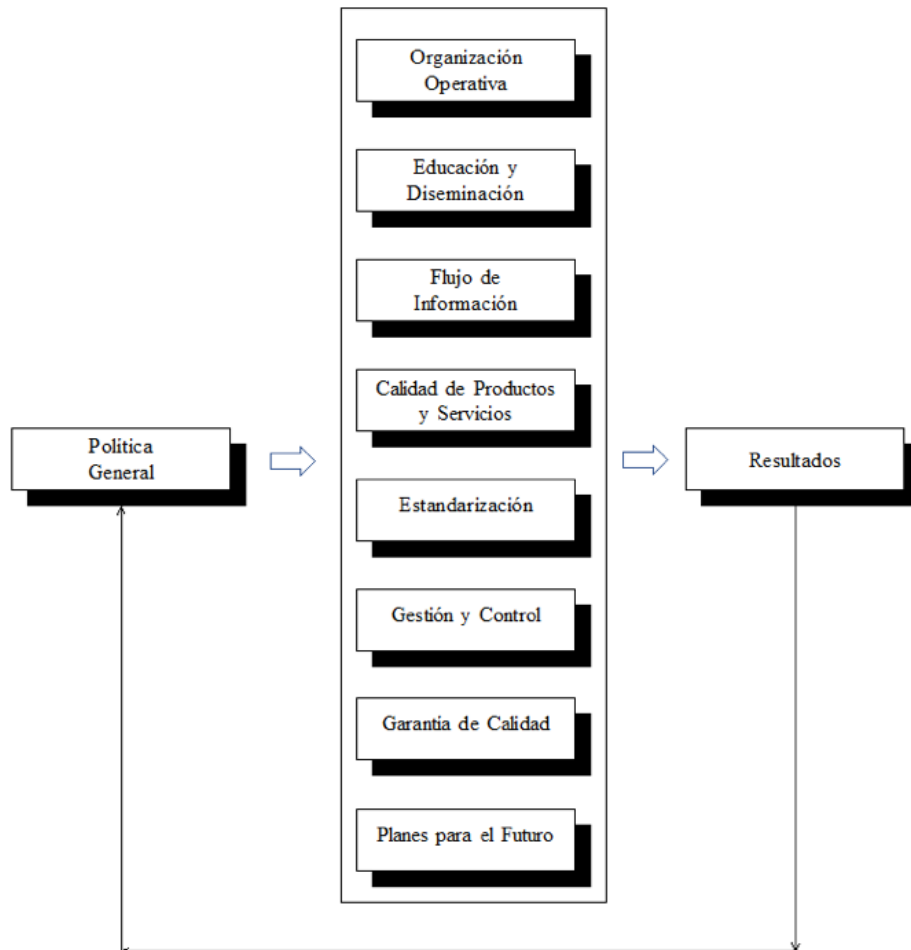 Política
General
Organización
Operativa
Educación y
Diseminación
Flujo de
Información
Calidad de Productos
y Servicios
Estandarización
Gestión y Control
Garantía de Calidad
Planes para el Futuro
Resultados